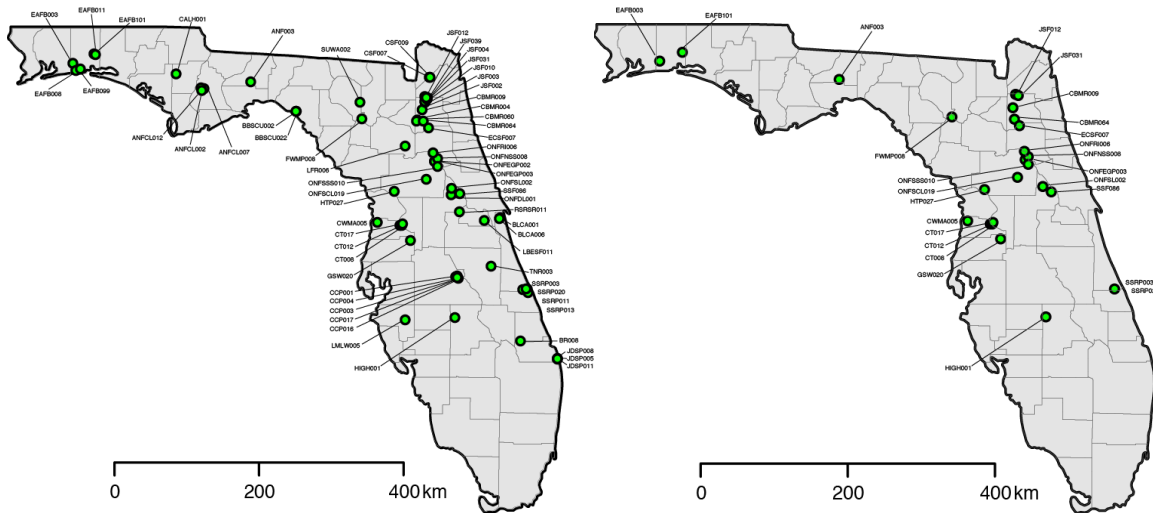 EAFB003
EAFB011
EAFB101
CALH001
ANF003
SUWA002
CSF009
CSF007
JSF012
JSF039
JSF004
JSF031
JSF010
JSF003
JSF002
CBMR009
CBMR004
CBMR060
CBMR064
ECSF007
ONFRI006
ONFNSS008
ONFEGP002
ONFEGP003
ONFSL002
SSF086
ONFDL001
RSRSR011
BLCA001
BLCA006
LBESF011
TNR003
SSRP003
SSRP020
SSRP011
SSRP013
BR008
JDSP008
JDSP005
JDSP011
EAFB008
EAFB099
ANFCL012
ANFCL002
ANFCL007
BBSCU002
BBSCU022
FWMP008
LFR006
ONFSSS010
ONFSCL019
HTP027
CWMA005
CT017
CT012
CT008
GSW020
CCP001
CCP004
CCP003
CCP017
CCP016
LMLW005
HIGH001
0
200
400 km
EAFB003
EAFB101
ANF003
JSF012
JSF031
CBMR009
CBMR064
ECSF007
ONFRI006
ONFNSS008
ONFEGP003
ONFSL002
SSF086
FWMP008
ONFSSS010
ONFSCL019
HTP027
CWMA005
CT017
CT012
CT008
GSW020
SSRP003
HIGH001
0
200
400 km